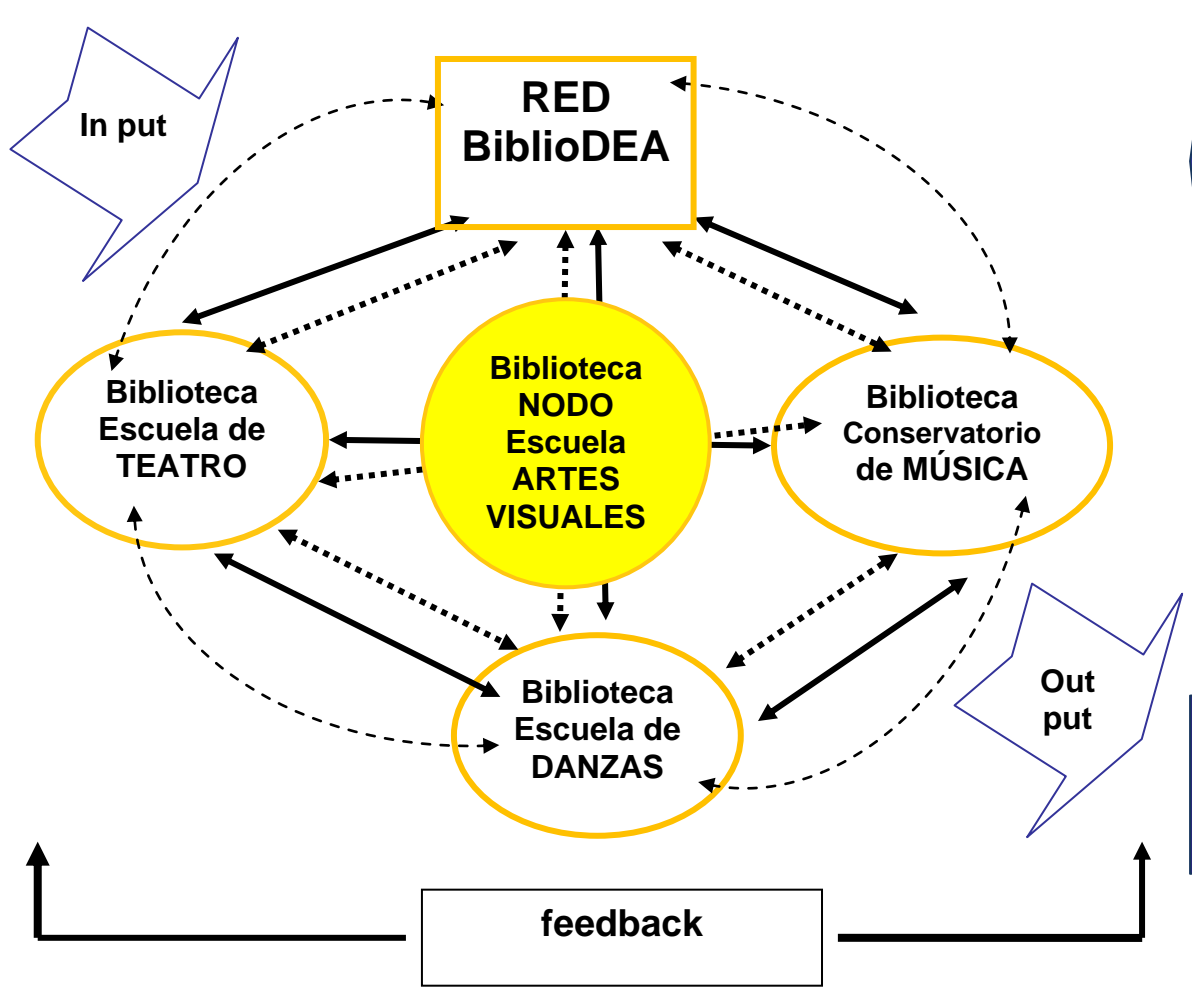 In put
RED
BiblioDEA
Biblioteca
Escuela de
TEATRO
Biblioteca
NODO
Escuela
ARTES
VISUALES
Biblioteca
Conservatorio
de MÚSICA
Biblioteca
Escuela de
DANZAS
Out
put
feedback